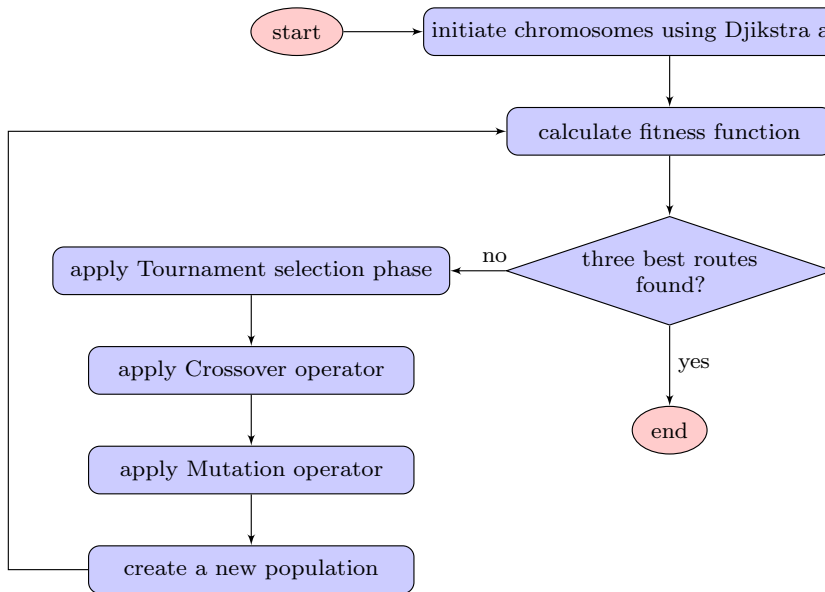 start
initiate chromosomes using Djikstra
calculate fitness function
three best routes
found?
no
yes
end
apply Tournament selection phase
apply Crossover operator
apply Mutation operator
create a new population